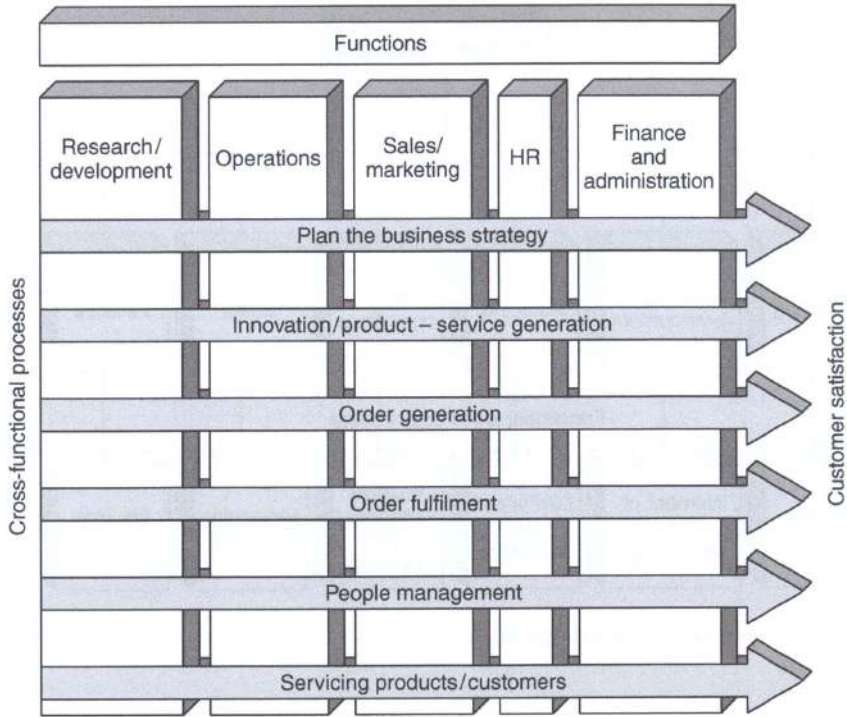 Functions
Research/
development
Operations
Sales/
marketing
HR
Finance
and
administration
Plan the business strategy
Innovation/product – service generation
Order generation
Order fulfilment
People management
Servicing products/customers
Cross-functional processes
Customer satisfaction